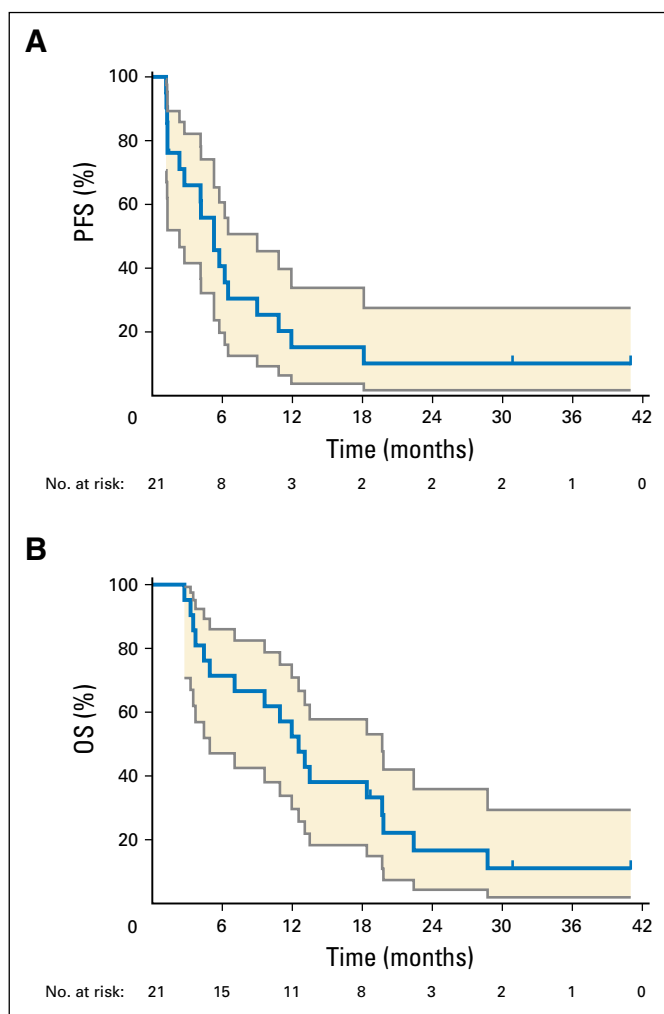 A
100
80
60
40
20
0
PFS (%)
6 12 18 24 30 36 42
Time (months)
No. at risk: 21 8 3 2 2 2 1 0
B
100
80
60
40
20
0
OS (%)
6 12 18 24 30 36 42
Time (months)
No. at risk: 21 15 11 8 3 2 1 0